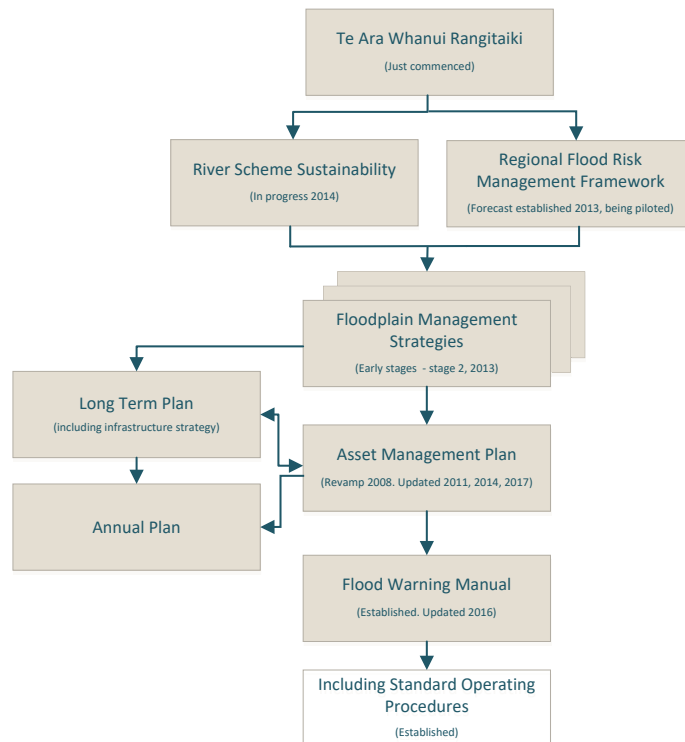 Te Ara Whanui Rangitaiki
(Just commenced)
River Scheme Sustainability
(In progress 2014)
Regional Flood Risk
Management Framework
(Forecast established 2013, being piloted)
Floodplain Management
Strategies
(Early stages - stage 2, 2013)
Long Term Plan
(including infrastructure strategy)
Asset Management Plan
(Revamp 2008. Updated 2011, 2014, 2017)
Annual Plan
Flood Warning Manual
(Established. Updated 2016)
Including Standard Operating
Procedures
(Established)